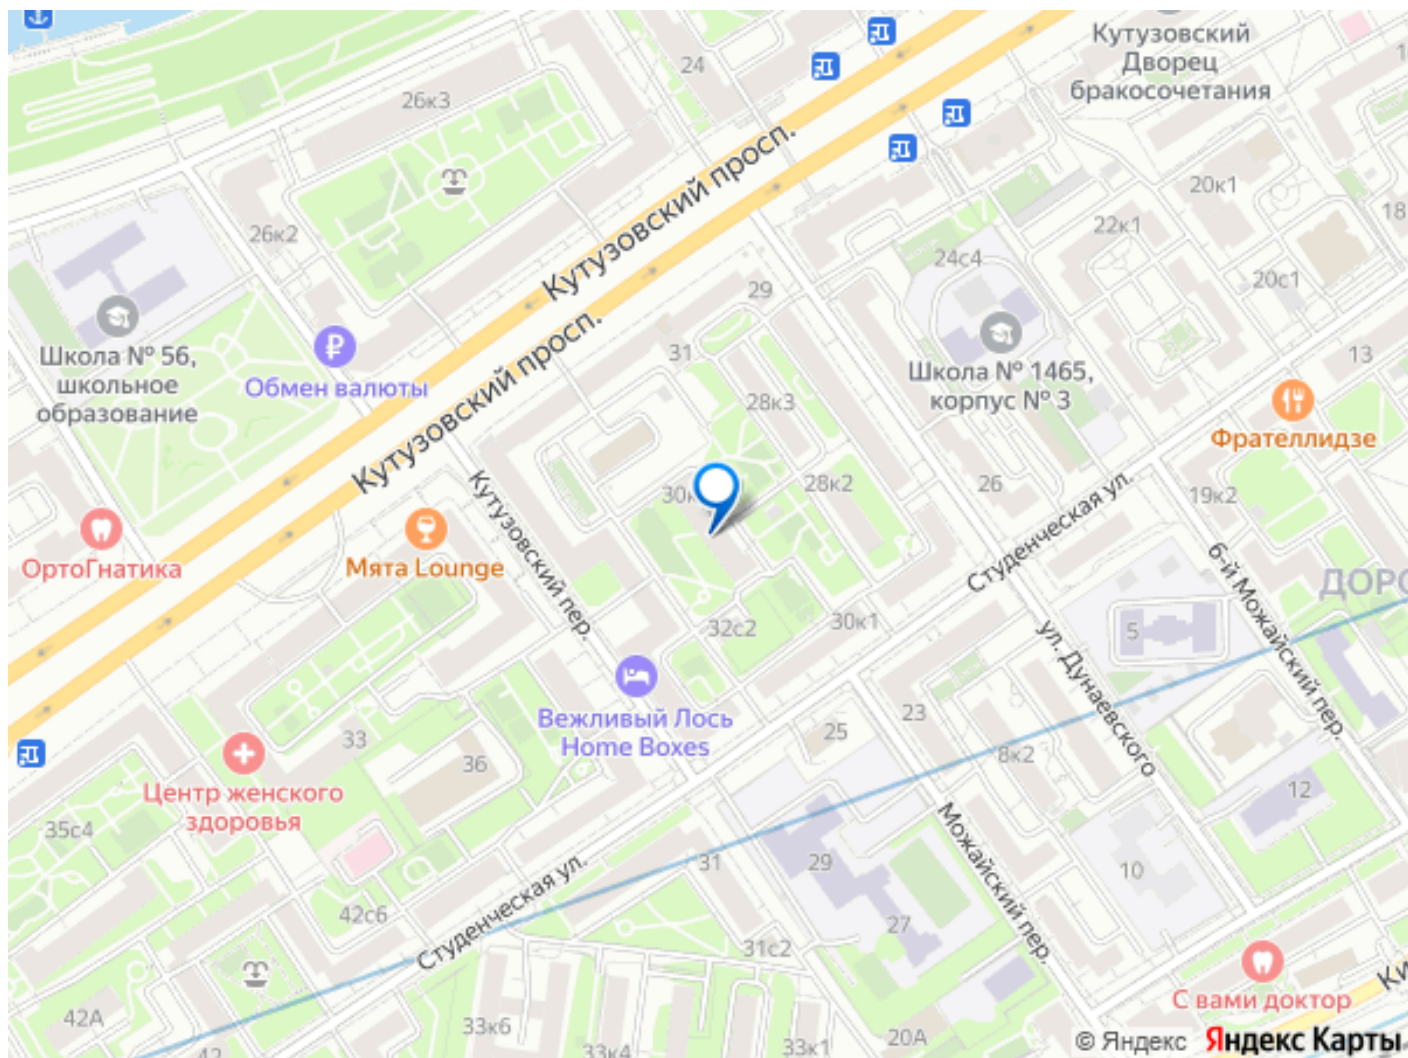 Кутузовский
Дворец
бракосочетания
24
26к3
20к1
18
22к1
26к2
24с4
20с1
Кутузовский просп.
29
Школа № 56,
школьное
образование
Обмен валюты
31
Школа № 1465,
корпус № 3
13
Кутузовский просп.
28к3
Фрателлидзе
28к2
26
19к2
Студенческая ул.
Кутузовский пер.
ОртоГнатика
Мята Lounge
6-й Можайский пер.
32с2
30к1
5
ул. Дунаевского
Вежливый Лось
Home Boxes
23
25
33
36
8к2
Центр женского
здоровья
12
35с4
Можайский пер.
31
29
10
42с6
Студенческая ул.
27
31с2
С вами доктор
42А
33к6
20А
42
33к4
33к1
© Яндекс Яндекс Карты